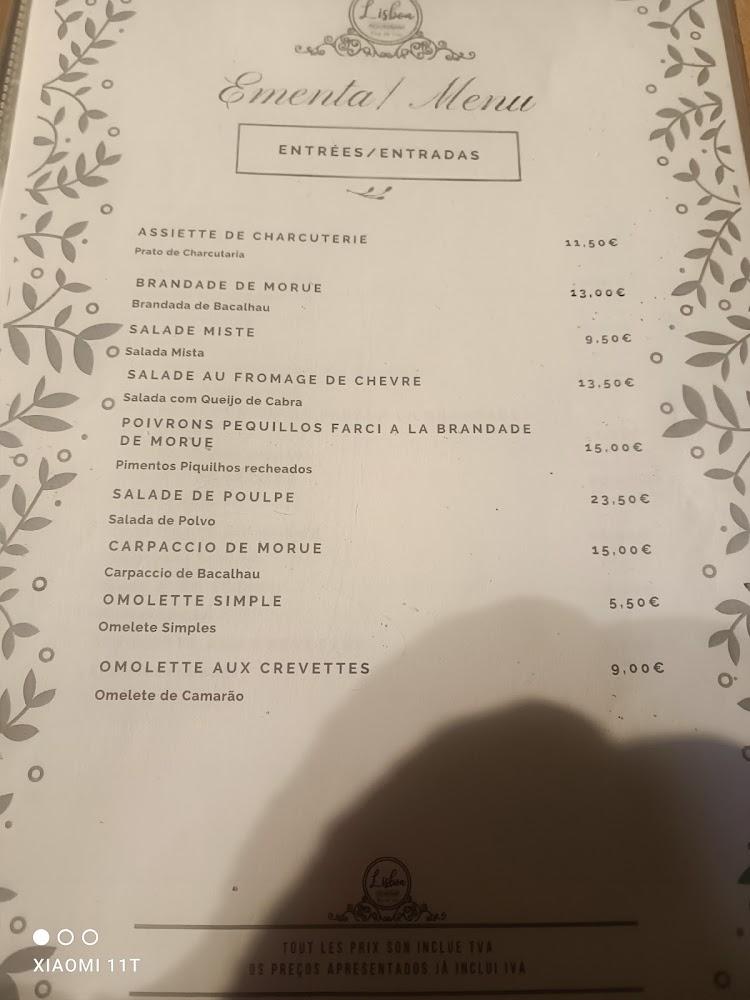 Lisboa
Ementa/ Menu
ENTRÉES/ENTRADAS
ASSIETTE DE CHARCUTERIE 11,50€
Prato de Charcutaria
BRANDADE DE MORUE 13,00€
Brandada de Bacalhau
SALADE MISTE 9,50€
Salada Mista
SALADE AU FROMAGE DE CHEVRE 13,50€
Salada com Queijo de Cabra
POIVRONS PEQUILLOS FARCI A LA BRANDADE
DE MORUE 15,00€
Pimentos Piquilhos recheados
SALADE DE POULPE 23,50€
Salada de Polvo
CARPACCIO DE MORUE 15,00€
Carpaccio de Bacalhau
OMOLETTE SIMPLE 5,50€
Omelete Simples
OMOLETTE AUX CREVETTES 9,00€
Omelete de Camarão
Lisboa
TOUT LES PRIX SON INCLUE TVA
OS PREÇOS APRESENTADOS JÁ INCLUI IVA
XIAOMI 11T